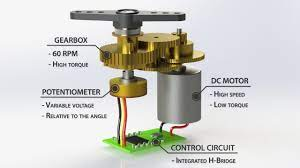 GEARBOX
- 60 RPM
- HIGH TORQUE
DC MOTOR
- HIGH SPEED
- LOW TORQUE
POTENTIOMETER
- VARIABLE VOLTAGE
- RELATIVE TO THE ANGLE
CONTROL CIRCUIT
- INTEGRATED H-BRIDGE